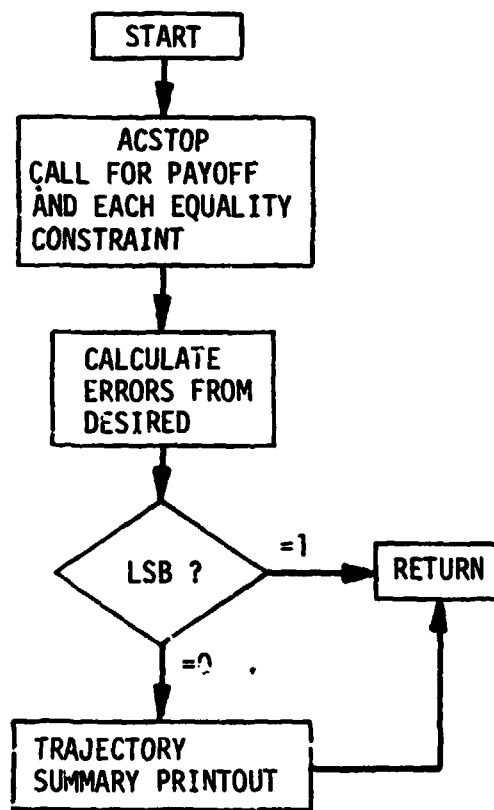 START
ACSTOP
CALL FOR PAYOFF
AND EACH EQUALITY
CONSTRAINT
CALCULATE
ERRORS FROM
DESIRED
LSB ?
=1
RETURN
=0
TRAJECTORY
SUMMARY PRINTOUT